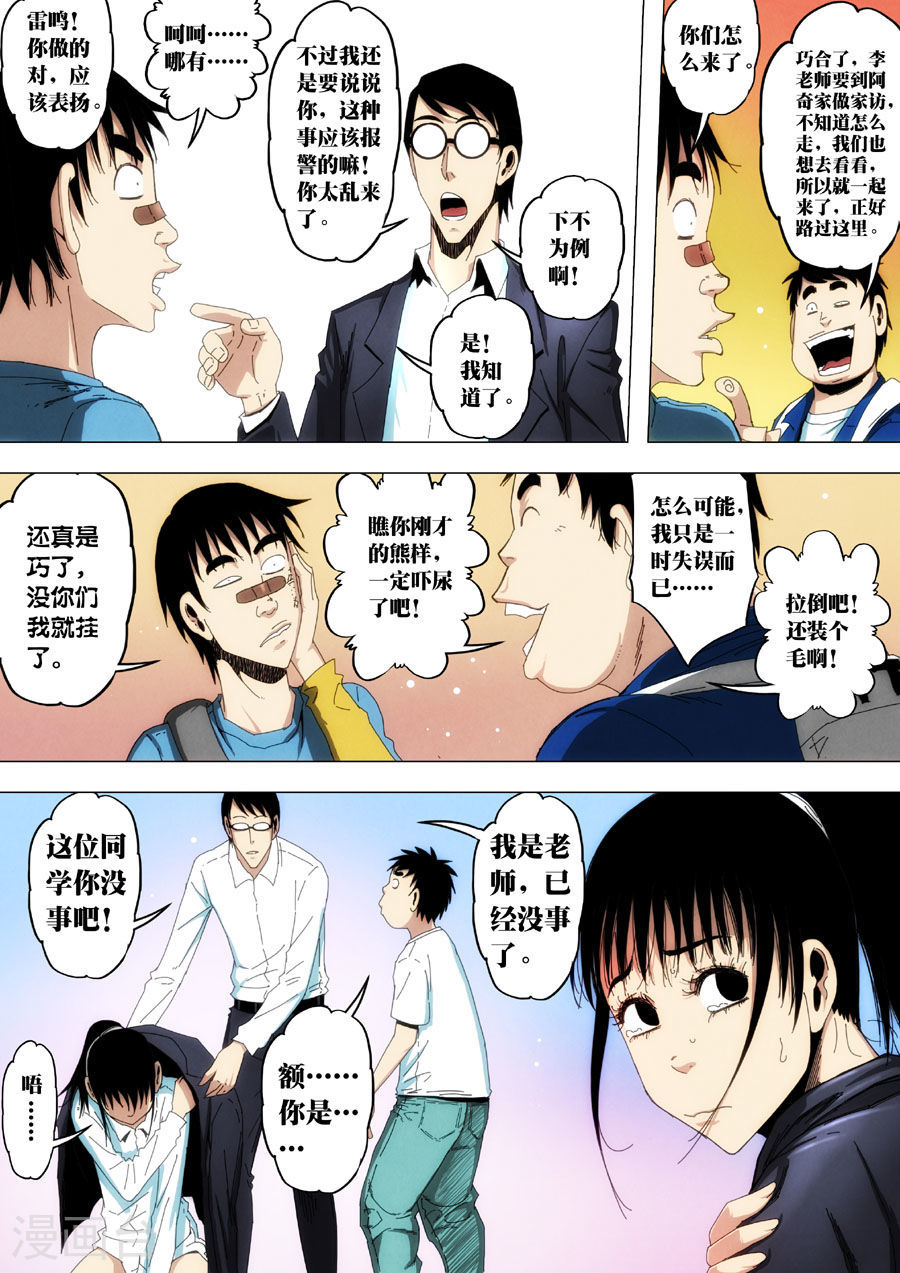 雷鸣！
你做的
对，应
该表扬。
呵呵……
哪有……
不过我还
是要说说
你，这种
事应该报
警的嘛！
你太乱来
了。
下不
为例
啊！
是！
我知
道了。
你们怎
么来了。
巧合了，李
老师要到阿
奇家做家访，
不知道怎么
走，我们也
想去看看，
所以就一起
来了，正好
路过这里。
还真是
巧了，
没你们
我就挂
了。
瞧你刚才
的熊样，
一定吓尿
了吧！
怎么可能，
我只是一
时失误而
已……
拉倒吧！
还装个
毛啊！
这位同
学你没
事吧！
我是老
师，已
经没事
了。
唔
……
额……
你是…
…
漫画台